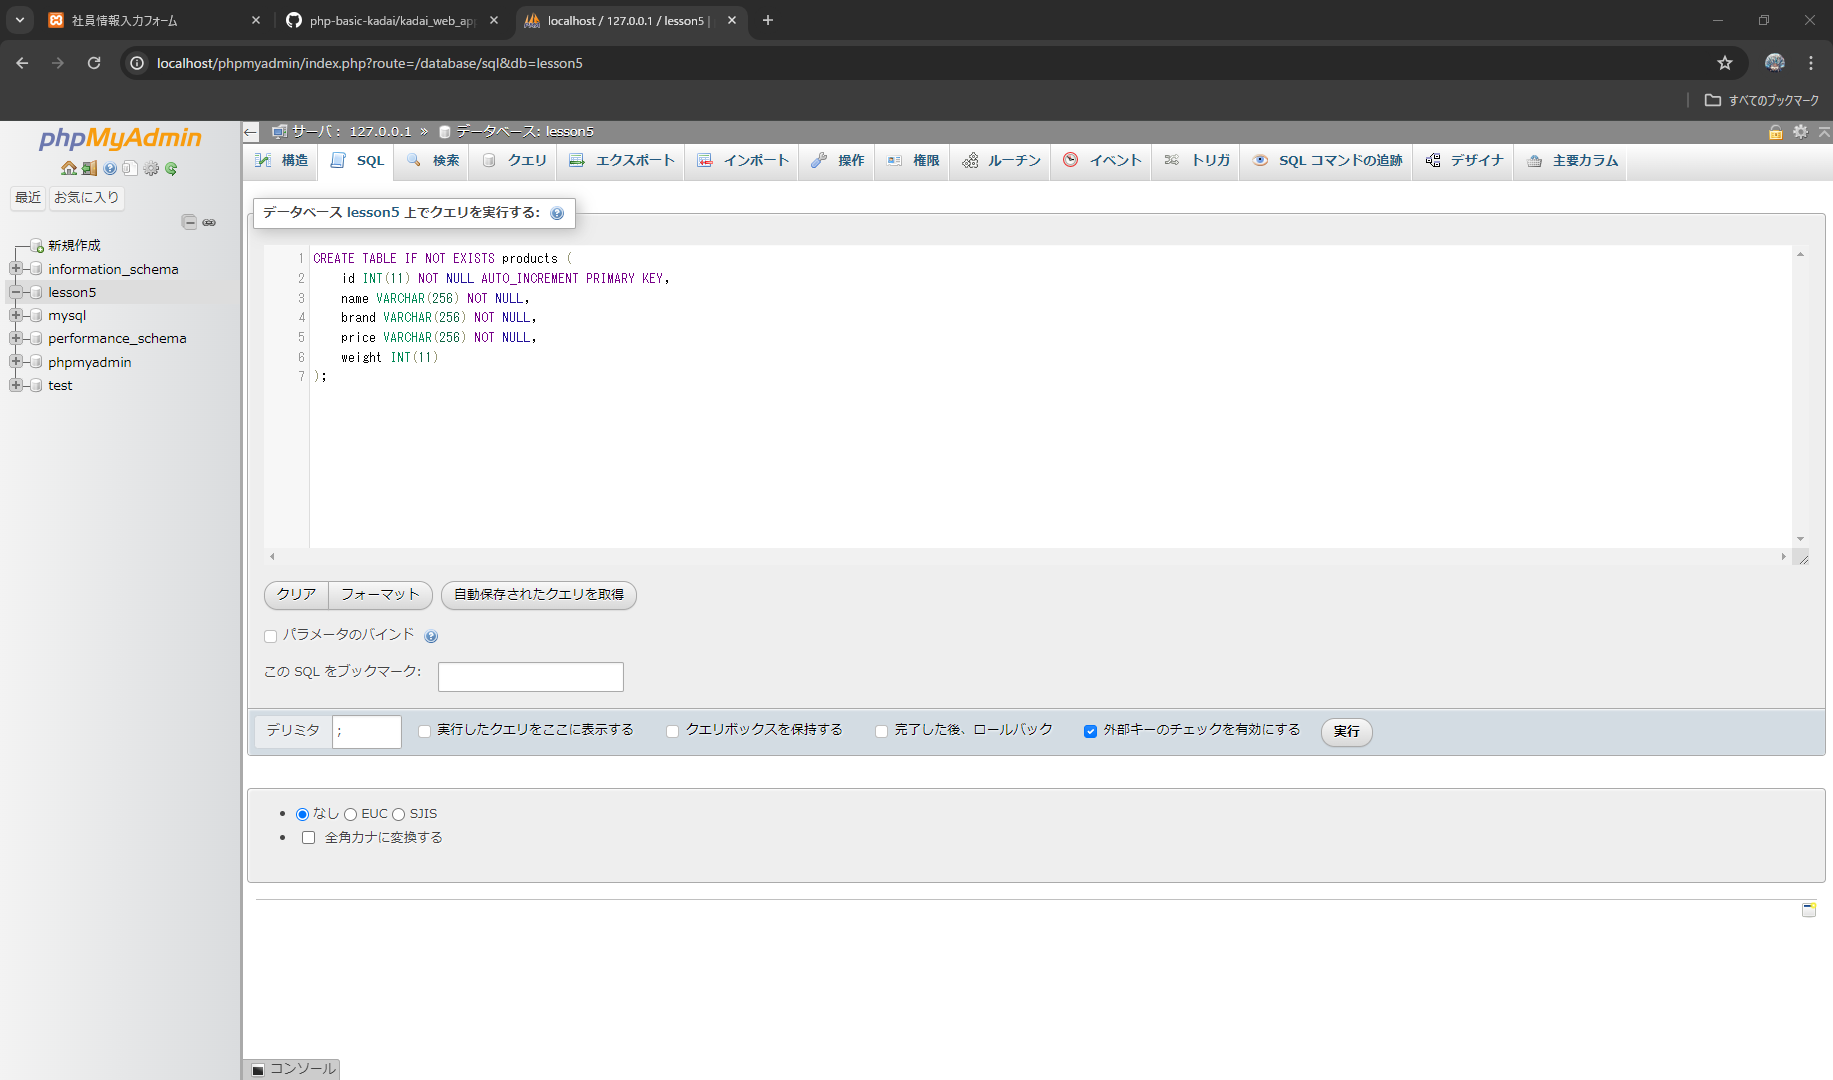 社員情報入力フォーム
php-basic-kadai/kadai_web_app
localhost / 127.0.0.1 / lesson5 |
localhost/phpmyadmin/index.php?route=/database/sql&db=lesson5
すべてのブックマーク
phpMyAdmin
サーバ: 127.0.0.1 » データベース: lesson5
構造 SQL 検索 クエリ エクスポート インポート 操作 権限 ルーチン イベント トリガ SQL コマンドの追跡 デザイナ 主要カラム
最近 お気に入り
新規作成
information_schema
lesson5
mysql
performance_schema
phpmyadmin
test
データベース lesson5 上でクエリを実行する:
1 CREATE TABLE IF NOT EXISTS products (
2 id INT(11) NOT NULL AUTO_INCREMENT PRIMARY KEY,
3 name VARCHAR(256) NOT NULL,
4 brand VARCHAR(256) NOT NULL,
5 price VARCHAR(256) NOT NULL,
6 weight INT(11)
7 );
クリア フォーマット 自動保存されたクエリを取得
パラメータのバインド
この SQL をブックマーク:
デリミタ ; 実行したクエリをここに表示する クエリボックスを保持する 完了した後、ロールバック 外部キーのチェックを有効にする 実行
なし EUC SJIS
全角カナに変換する
コンソール